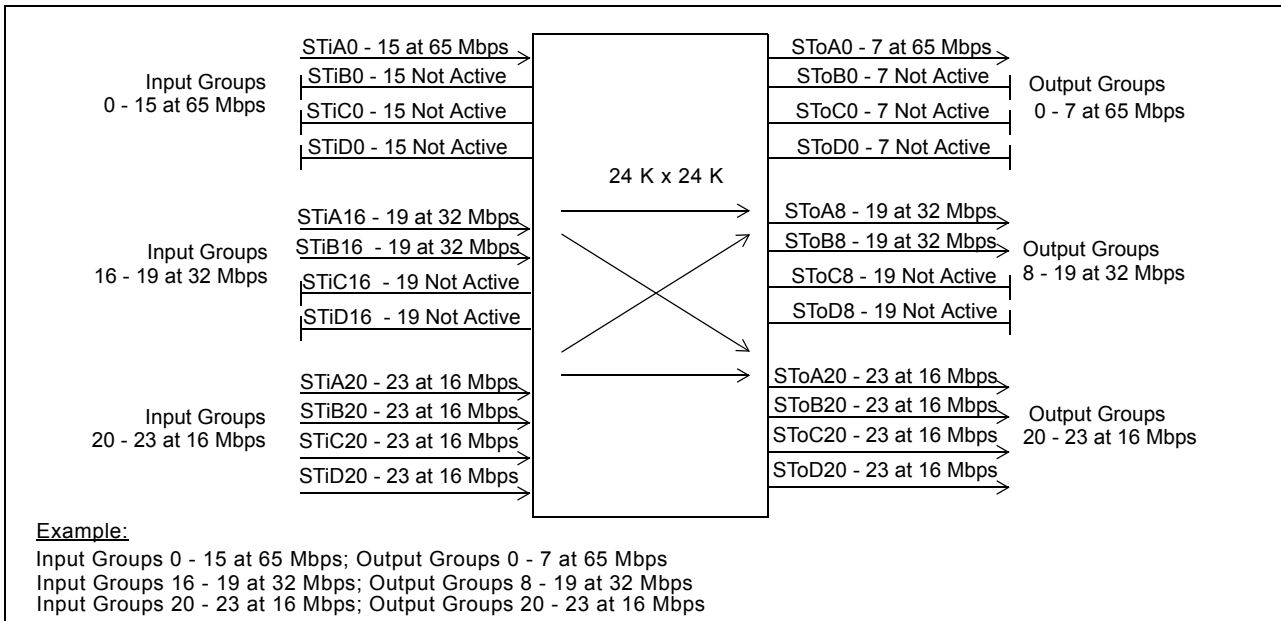 STiA0 - 15 at 65 Mbps
STiB0 - 15 Not Active
STiC0 - 15 Not Active
STiD0 - 15 Not Active
Input Groups
0 - 15 at 65 Mbps
STiA16 - 19 at 32 Mbps
STiB16 - 19 at 32 Mbps
STiC16 - 19 Not Active
STiD16 - 19 Not Active
Input Groups
16 - 19 at 32 Mbps
STiA20 - 23 at 16 Mbps
STiB20 - 23 at 16 Mbps
STiC20 - 23 at 16 Mbps
STiD20 - 23 at 16 Mbps
Input Groups
20 - 23 at 16 Mbps
24 K x 24 K
SToA0 - 7 at 65 Mbps
SToB0 - 7 Not Active
SToC0 - 7 Not Active
SToD0 - 7 Not Active
Output Groups
0 - 7 at 65 Mbps
SToA8 - 19 at 32 Mbps
SToB8 - 19 at 32 Mbps
SToC8 - 19 Not Active
SToD8 - 19 Not Active
Output Groups
8 - 19 at 32 Mbps
SToA20 - 23 at 16 Mbps
SToB20 - 23 at 16 Mbps
SToC20 - 23 at 16 Mbps
SToD20 - 23 at 16 Mbps
Output Groups
20 - 23 at 16 Mbps
Example:
Input Groups 0 - 15 at 65 Mbps; Output Groups 0 - 7 at 65 Mbps
Input Groups 16 - 19 at 32 Mbps; Output Groups 8 - 19 at 32 Mbps
Input Groups 20 - 23 at 16 Mbps; Output Groups 20 - 23 at 16 Mbps